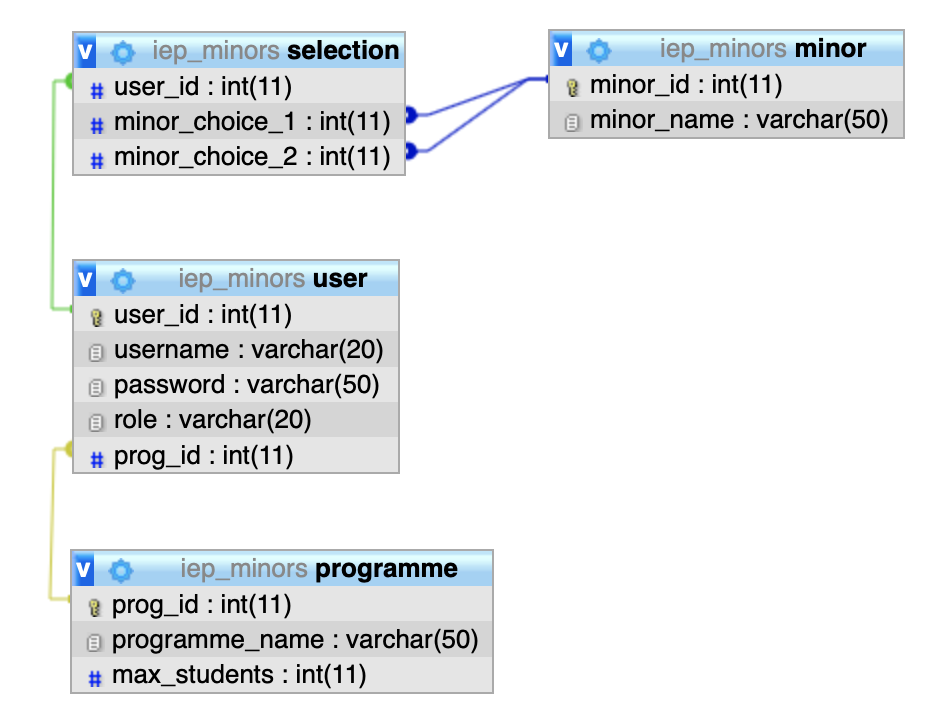 v iep_minors selection
# user_id : int(11)
# minor_choice_1 : int(11)
# minor_choice_2 : int(11)
v iep_minors minor
minor_id : int(11)
minor_name : varchar(50)
v iep_minors user
user_id : int(11)
username : varchar(20)
password : varchar(50)
role : varchar(20)
# prog_id : int(11)
v iep_minors programme
prog_id : int(11)
programme_name : varchar(50)
# max_students : int(11)